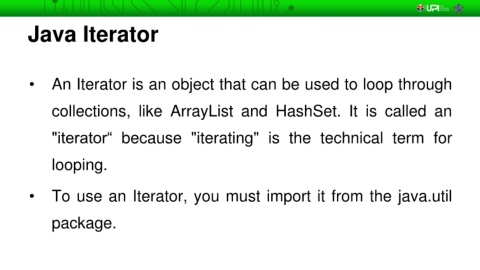 UPI
Java Iterator
• An Iterator is an object that can be used to loop through
collections, like ArrayList and HashSet. It is called an
"iterator“ because "iterating" is the technical term for
looping.
• To use an Iterator, you must import it from the java.util
package.